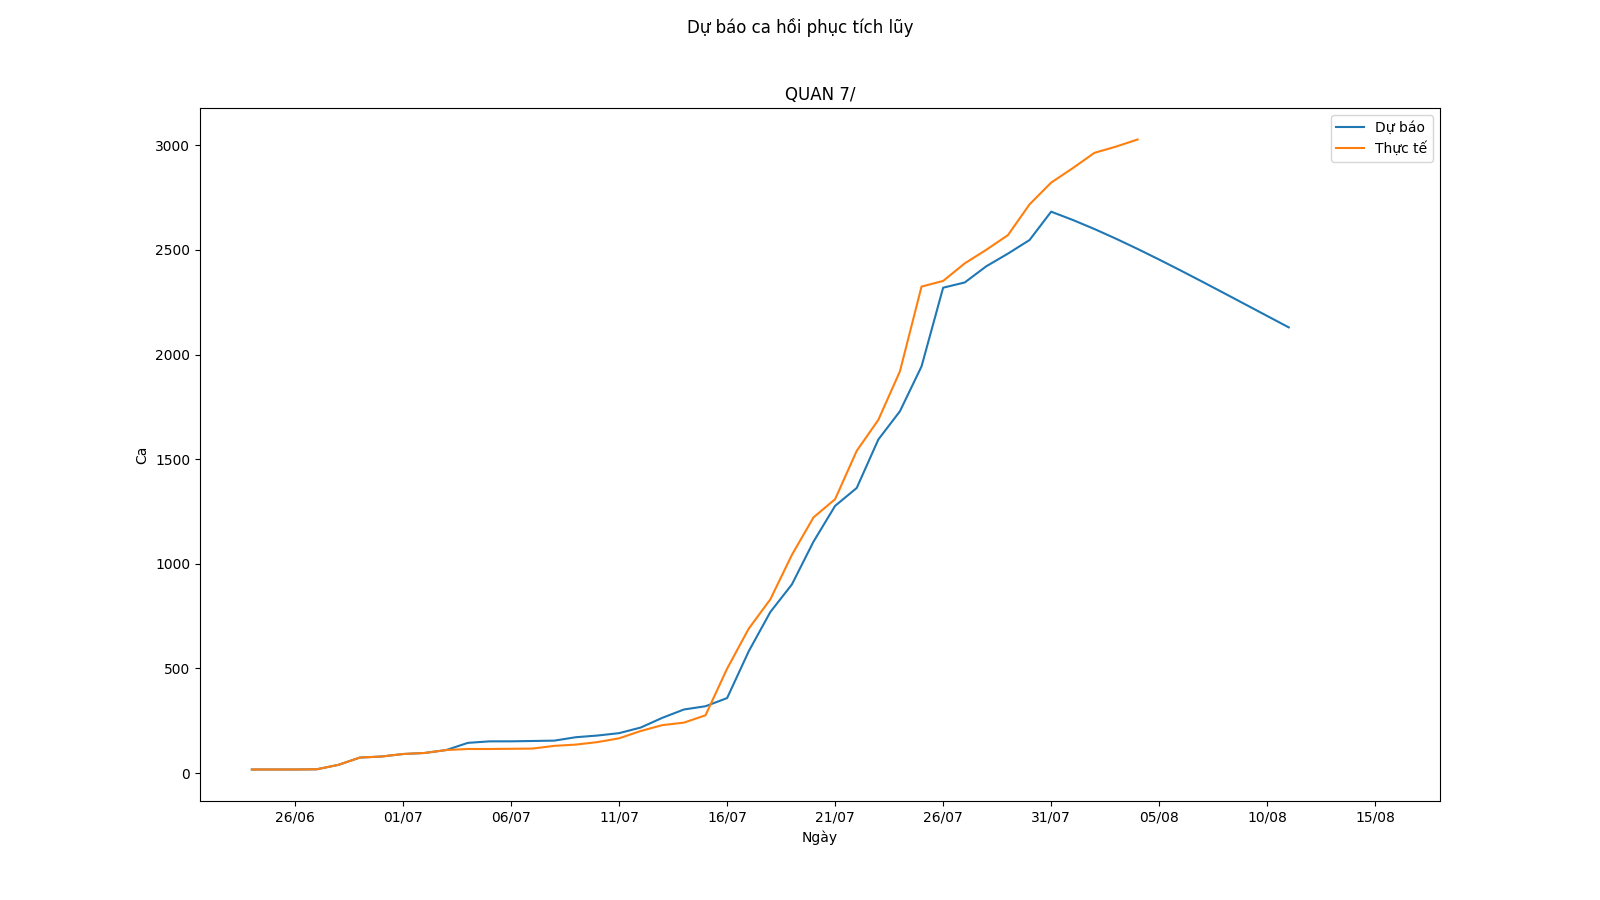 Dự báo ca hồi phục tích lũy
QUAN 7/
Dự báo
Thực tế
3000
2500
2000
1500
1000
500
0
Ca
26/06 01/07 06/07 11/07 16/07 21/07 26/07 31/07 05/08 10/08 15/08
Ngày